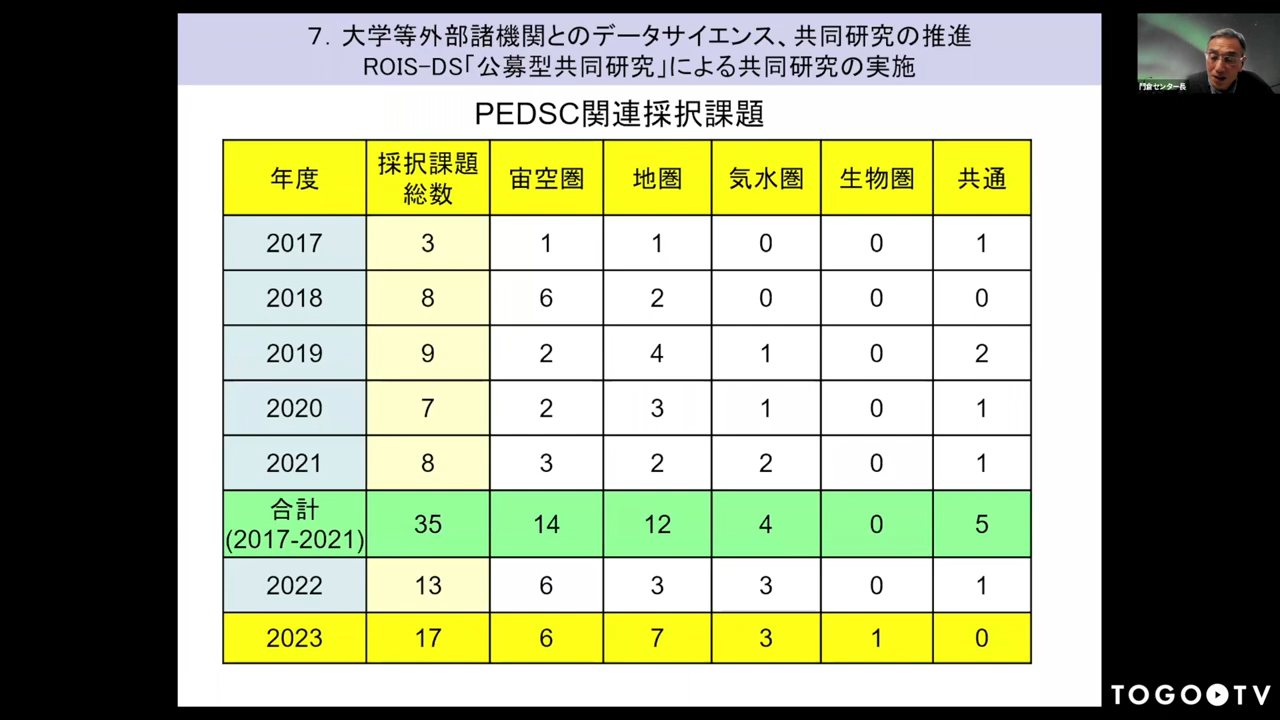 7. 大学等外部諸機関とのデータサイエンス、共同研究の推進
ROIS-DS「公募型共同研究」による共同研究の実施
門倉センター長
PEDSC関連採択課題
年度 採択課題総数 宙空圏 地圏 気水圏 生物圏 共通
2017 3 1 1 0 0 1
2018 8 6 2 0 0 0
2019 9 2 4 1 0 2
2020 7 2 3 1 0 1
2021 8 3 2 2 0 1
合計(2017-2021) 35 14 12 4 0 5
2022 13 6 3 3 0 1
2023 17 6 7 3 1 0
TOGO TV